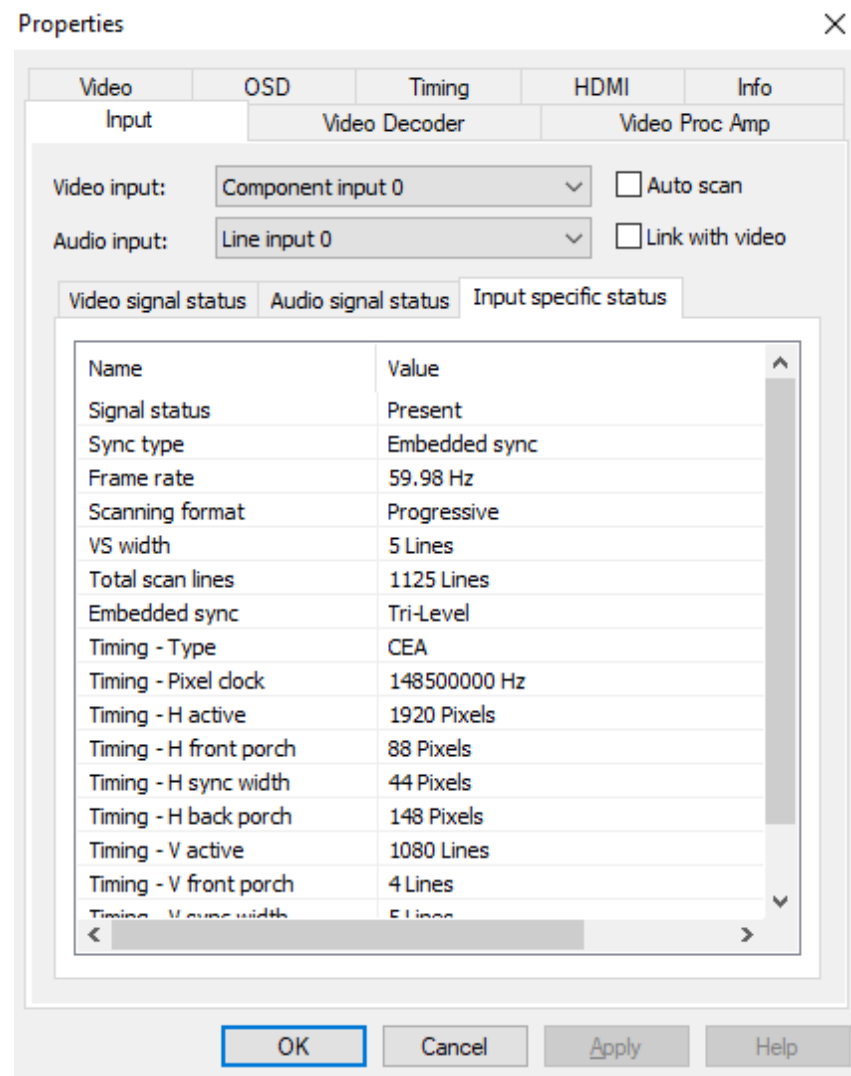 Properties
Video OSD Timing HDMI Info
Input Video Decoder Video Proc Amp
Video input: Component input 0 Auto scan
Audio input: Line input 0 Link with video
Video signal status Audio signal status Input specific status
Name Value
Signal status Present
Sync type Embedded sync
Frame rate 59.98 Hz
Scanning format Progressive
VS width 5 Lines
Total scan lines 1125 Lines
Embedded sync Tri-Level
Timing - Type CEA
Timing - Pixel clock 148500000 Hz
Timing - H active 1920 Pixels
Timing - H front porch 88 Pixels
Timing - H sync width 44 Pixels
Timing - H back porch 148 Pixels
Timing - V active 1080 Lines
Timing - V front porch 4 Lines
Timing - V sync width 5 Lines
OK Cancel Apply Help